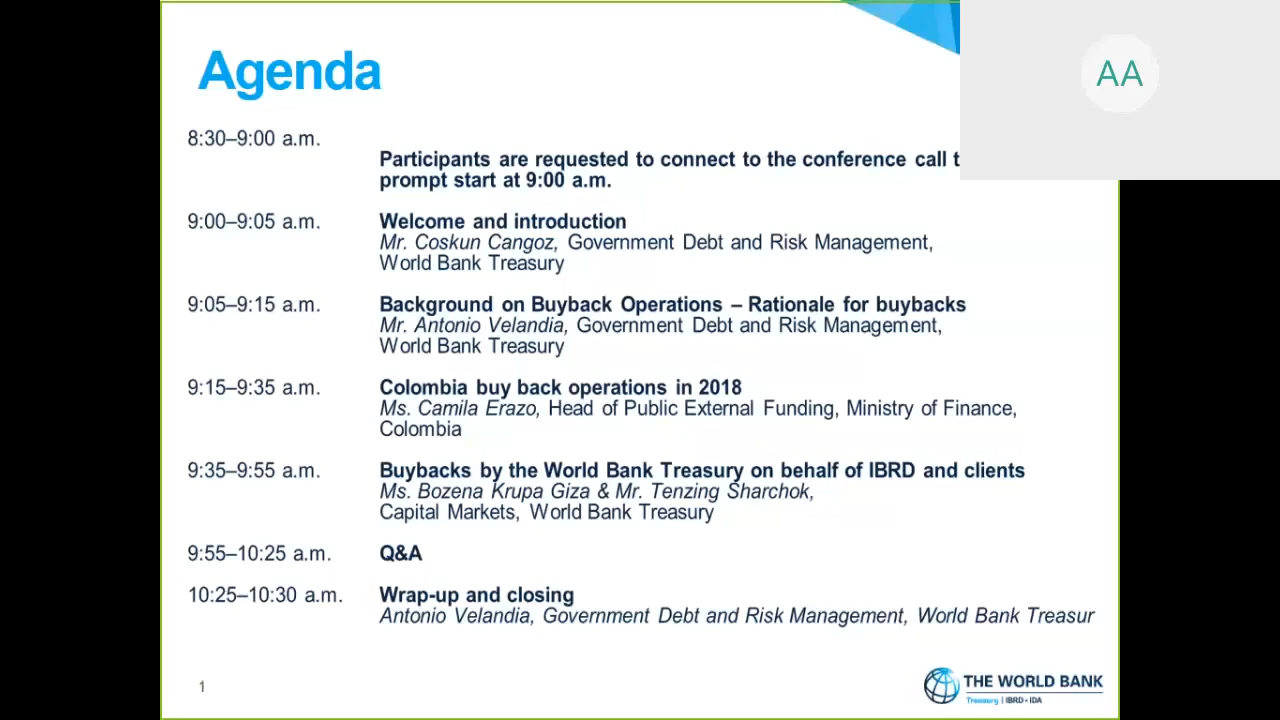 AA
Agenda
8:30–9:00 a.m.
Participants are requested to connect to the conference call t
prompt start at 9:00 a.m.
9:00–9:05 a.m. Welcome and introduction
Mr. Coskun Cangoz, Government Debt and Risk Management,
World Bank Treasury
9:05–9:15 a.m. Background on Buyback Operations – Rationale for buybacks
Mr. Antonio Velandia, Government Debt and Risk Management,
World Bank Treasury
9:15–9:35 a.m. Colombia buy back operations in 2018
Ms. Camila Erazo, Head of Public External Funding, Ministry of Finance,
Colombia
9:35–9:55 a.m. Buybacks by the World Bank Treasury on behalf of IBRD and clients
Ms. Bozena Krupa Giza & Mr. Tenzing Sharchok,
Capital Markets, World Bank Treasury
9:55–10:25 a.m. Q&A
10:25–10:30 a.m. Wrap-up and closing
Antonio Velandia, Government Debt and Risk Management, World Bank Treasur
1
THE WORLD BANK
Treasury | IBRD • IDA